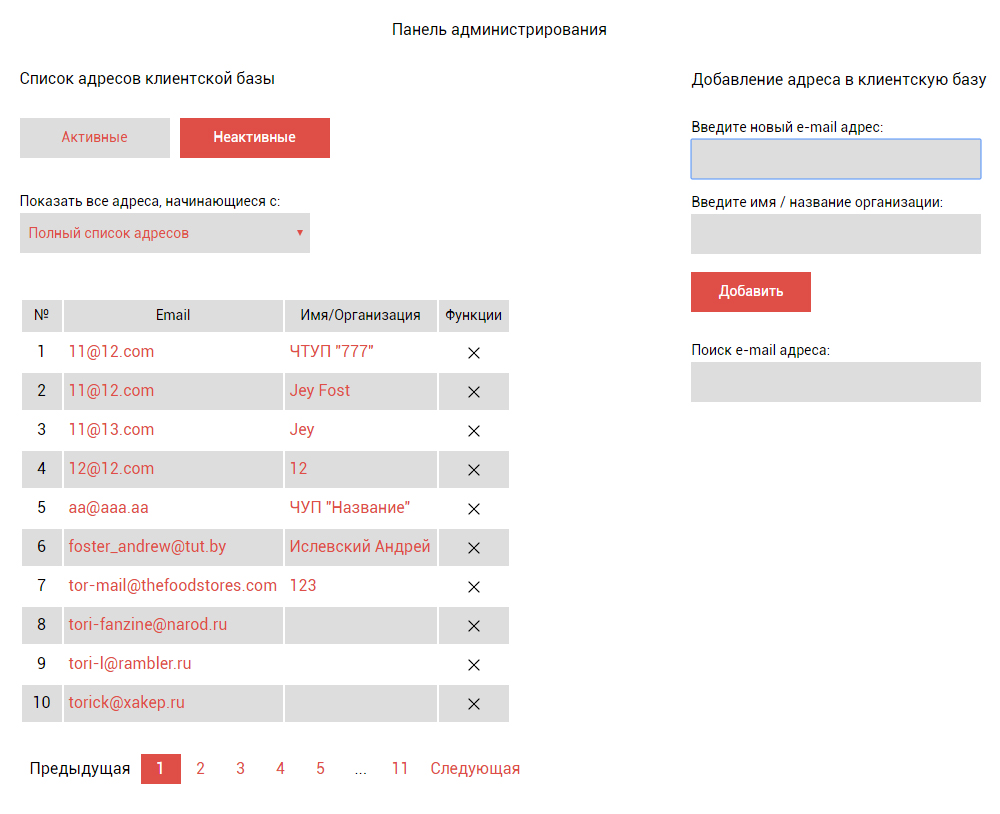 Панель администрирования
Список адресов клиентской базы
Активные Неактивные
Показать все адреса, начинающиеся с:
Полный список адресов
№ Email Имя/Организация Функции
1 11@12.com ЧТУП "777"
2 11@12.com Jey Fost
3 11@13.com Jey
4 12@12.com 12
5 aa@aaa.aa ЧУП "Название"
6 foster_andrew@tut.by Ислевский Андрей
7 tor-mail@thefoodstores.com 123
8 tori-fanzine@narod.ru
9 tori-l@rambler.ru
10 torick@xakep.ru
Предыдущая 1 2 3 4 5 ... 11 Следующая
Добавление адреса в клиентскую базу
Введите новый e-mail адрес:
Введите имя / название организации:
Добавить
Поиск e-mail адреса: